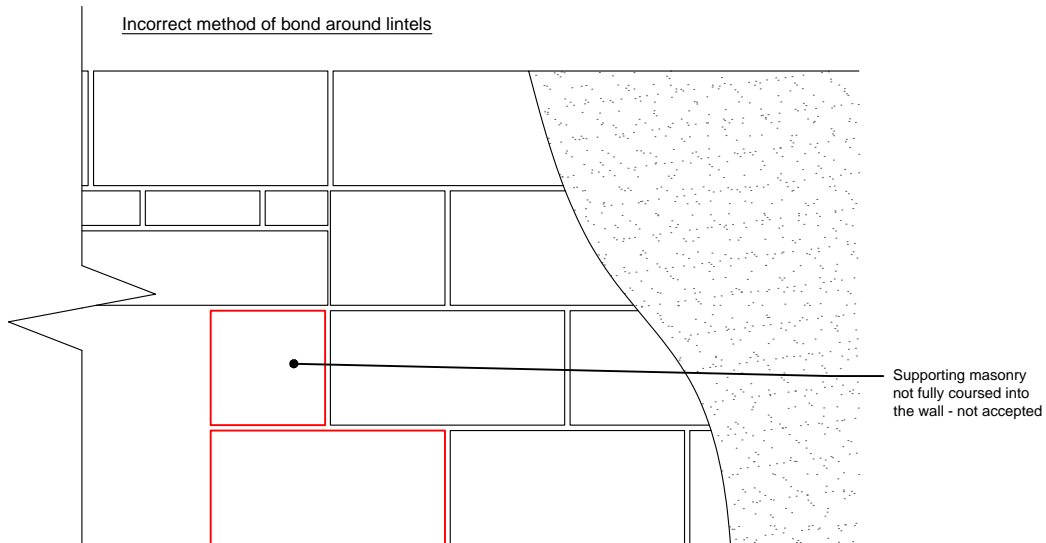 Incorrect method of bond around lintels
Supporting masonry
not fully coursed into
the wall - not accepted